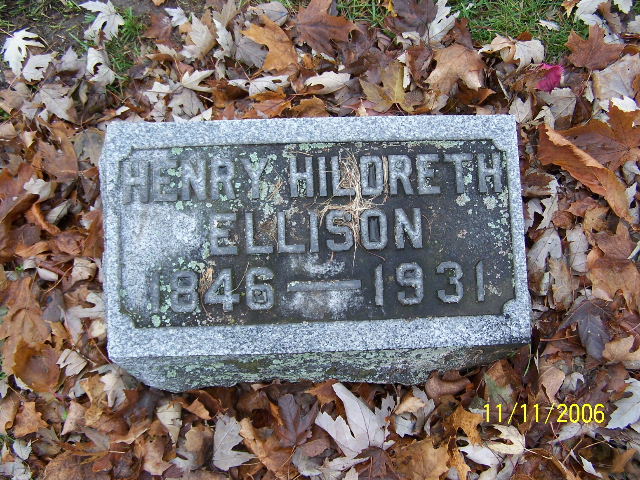 HENRY HILDRETH
ELLISON
1846 — 1931
11/11/2006